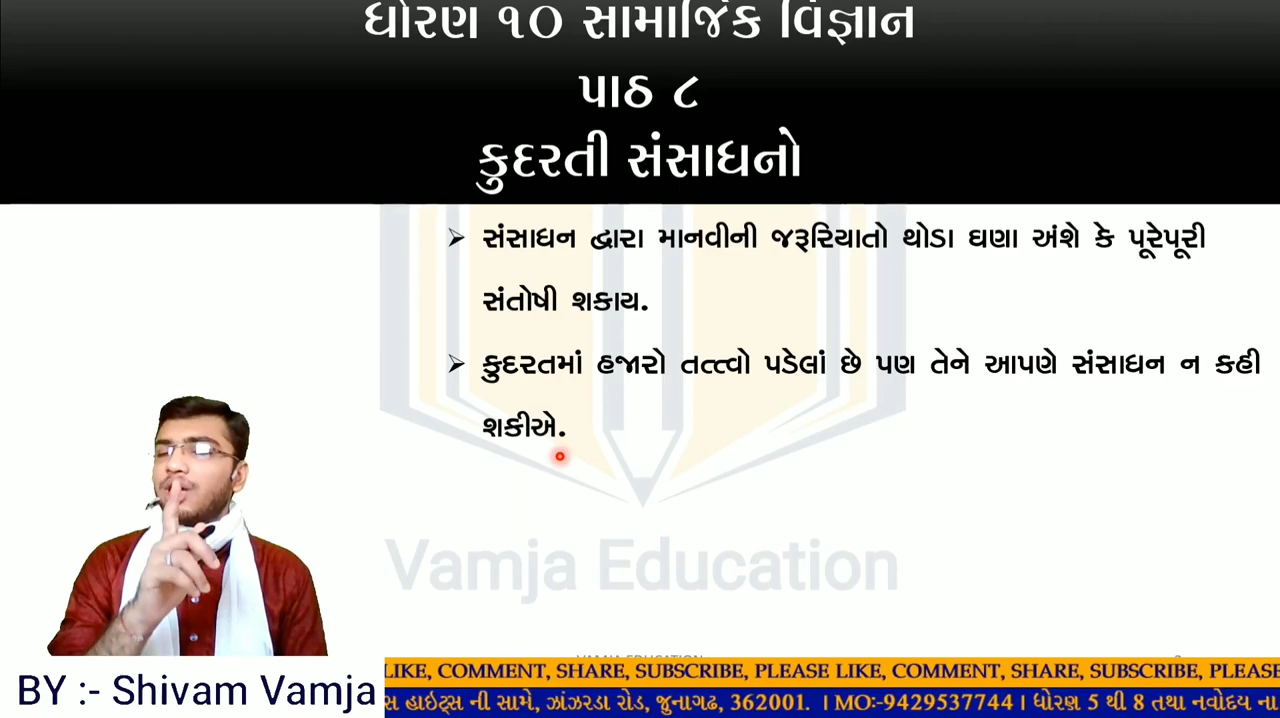 ધોરણ ૧૦ સામાજિક વિજ્ઞાન
પાઠ ૮
કુદરતી સંસાધનો
➢ સંસાધન દ્વારા માનવીની જરૂરિયાતો થોડા ઘણા અંશે કે પૂરેપૂરી
સંતોષી શકાય.
➢ કુદરતમાં હજારો તત્ત્વો પડેલાં છે પણ તેને આપણે સંસાધન ન કહી
શકીએ.
Vamja Education
VAMJA EDUCATION
BY :- Shivam Vamja
LIKE, COMMENT, SHARE, SUBSCRIBE, PLEASE LIKE, COMMENT, SHARE, SUBSCRIBE, PLEASE
હાઇટ્સ ની સામે, ઝાંઝરડા રોડ, જુનાગઢ, 362001. | MO:-9429537744 | ધોરણ 5 થી 8 તથા નવોદય